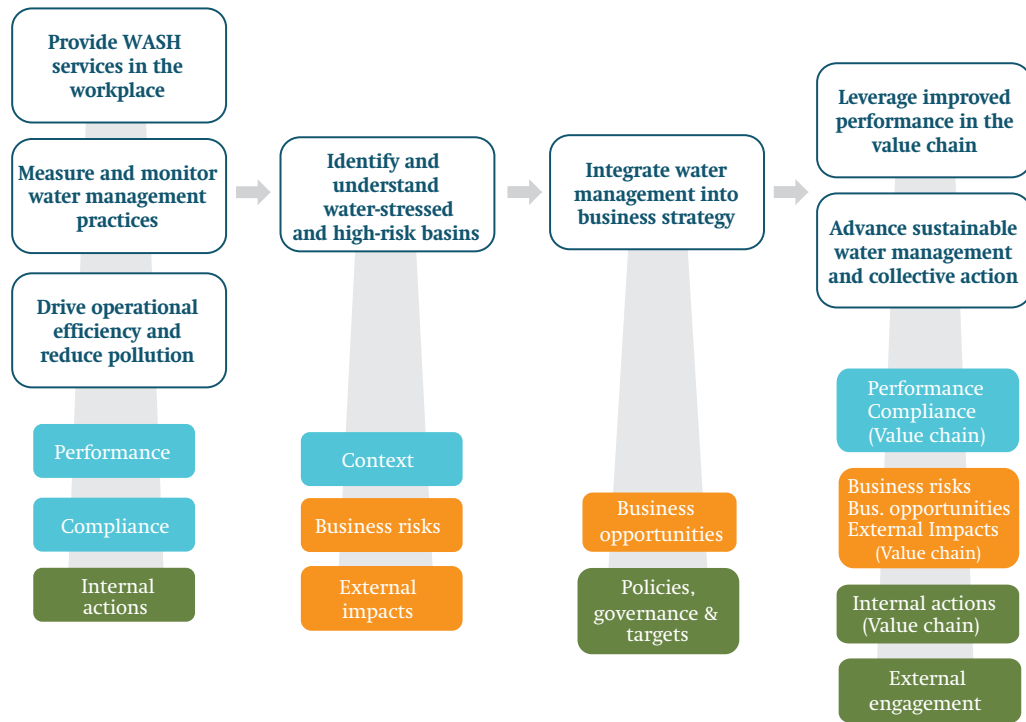 Provide WASH
services in the
workplace
Measure and monitor
water management
practices
Drive operational
efficiency and
reduce pollution
Performance
Compliance
Internal
actions
Identify and
understand
water-stressed
and high-risk basins
Context
Business risks
External
impacts
Integrate water
management into
business strategy
Business
opportunities
Policies,
governance &
targets
Leverage improved
performance in the
value chain
Advance sustainable
water management
and collective action
Performance
Compliance
(Value chain)
Business risks
Bus. opportunities
External Impacts
(Value chain)
Internal actions
(Value chain)
External
engagement